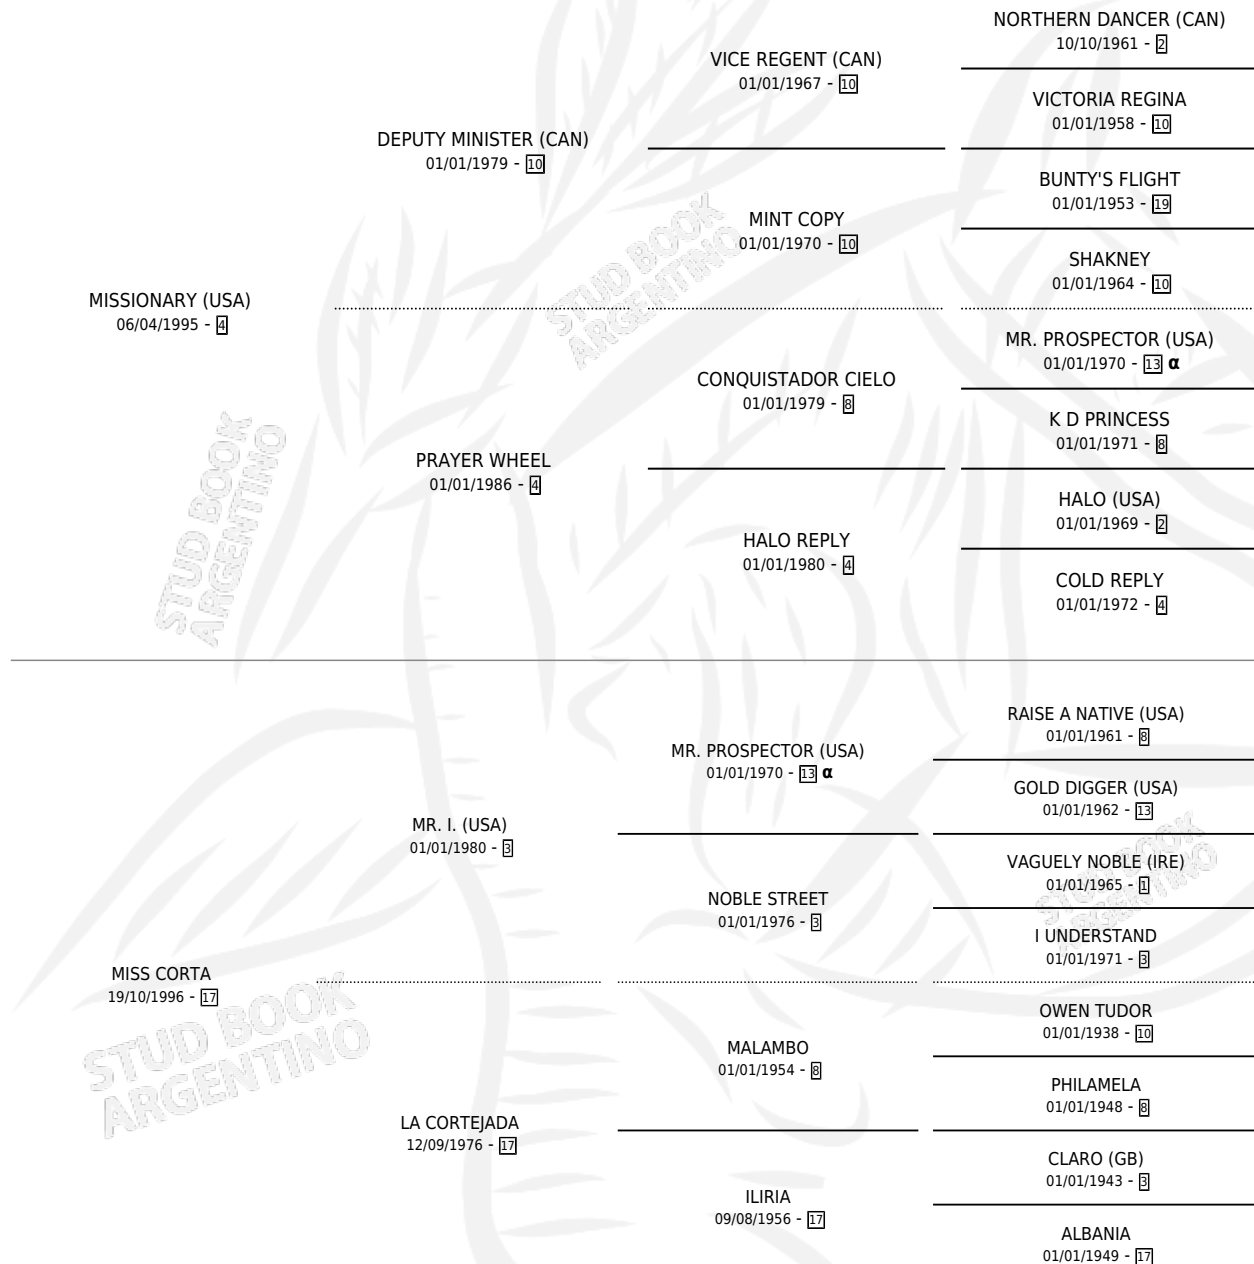 NORTHERN DANCER (CAN)
10/10/1961 - 2
VICE REGENT (CAN)
01/01/1967 - 10
VICTORIA REGINA
01/01/1958 - 10
DEPUTY MINISTER (CAN)
01/01/1979 - 10
BUNTY'S FLIGHT
01/01/1953 - 19
MINT COPY
01/01/1970 - 10
SHAKNEY
01/01/1964 - 10
MISSIONARY (USA)
06/04/1995 - 4
MR. PROSPECTOR (USA)
01/01/1970 - 13 α
CONQUISTADOR CIELO
01/01/1979 - 8
K D PRINCESS
01/01/1971 - 8
PRAYER WHEEL
01/01/1986 - 4
HALO (USA)
01/01/1969 - 2
HALO REPLY
01/01/1980 - 4
COLD REPLY
01/01/1972 - 4
RAISE A NATIVE (USA)
01/01/1961 - 8
MR. PROSPECTOR (USA)
01/01/1970 - 13 α
GOLD DIGGER (USA)
01/01/1962 - 13
MR. I. (USA)
01/01/1980 - 3
VAGUELY NOBLE (IRE)
01/01/1965 - 1
NOBLE STREET
01/01/1976 - 3
I UNDERSTAND
01/01/1971 - 3
MISS CORTA
19/10/1996 - 17
OWEN TUDOR
01/01/1938 - 10
MALAMBO
01/01/1954 - 8
PHILAMELA
01/01/1948 - 8
LA CORTEJADA
12/09/1976 - 17
CLARO (GB)
01/01/1943 - 3
ILIRIA
09/08/1956 - 17
ALBANIA
01/01/1949 - 17
STUD BOOK
ARGENTINO
STUD BOOK
ARGENTINO
STUD BOOK
ARGENTINO
STUD BOOK
ARGENTINO